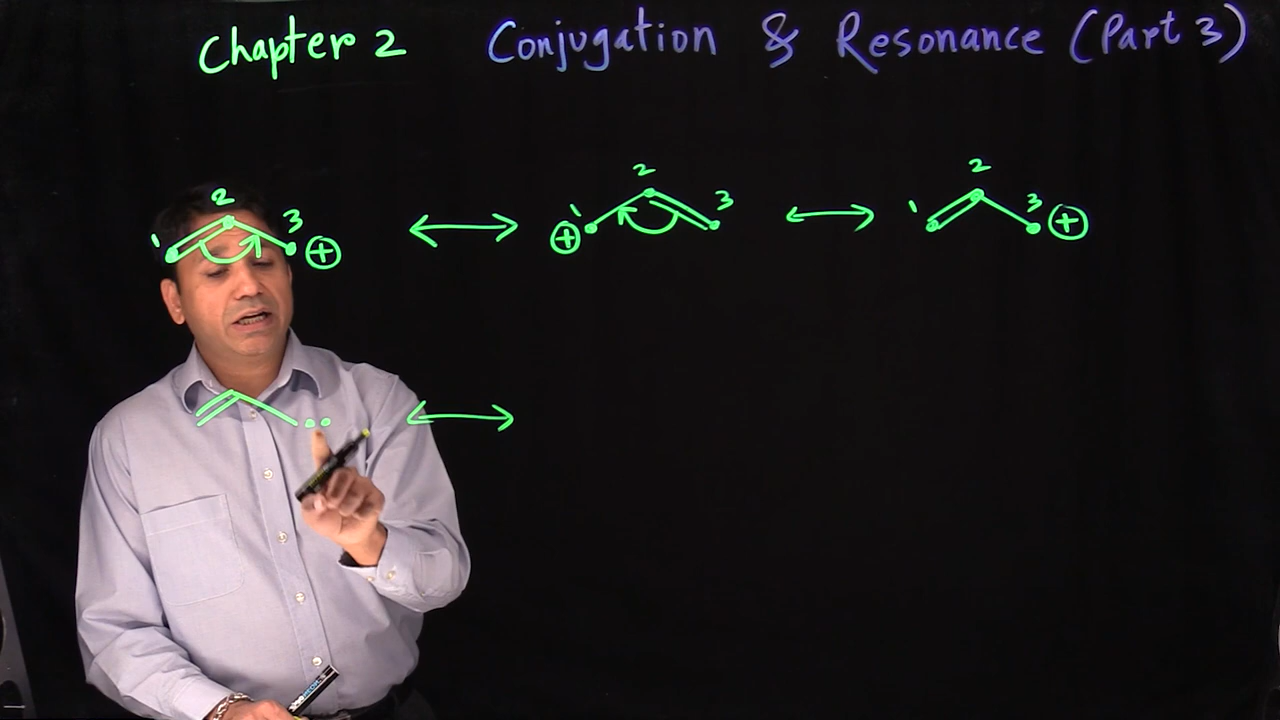 Chapter 2 Conjugation & Resonance (Part 3)
1 2 3 ⊕ ⊕ 1 2 3 1 2 3 ⊕